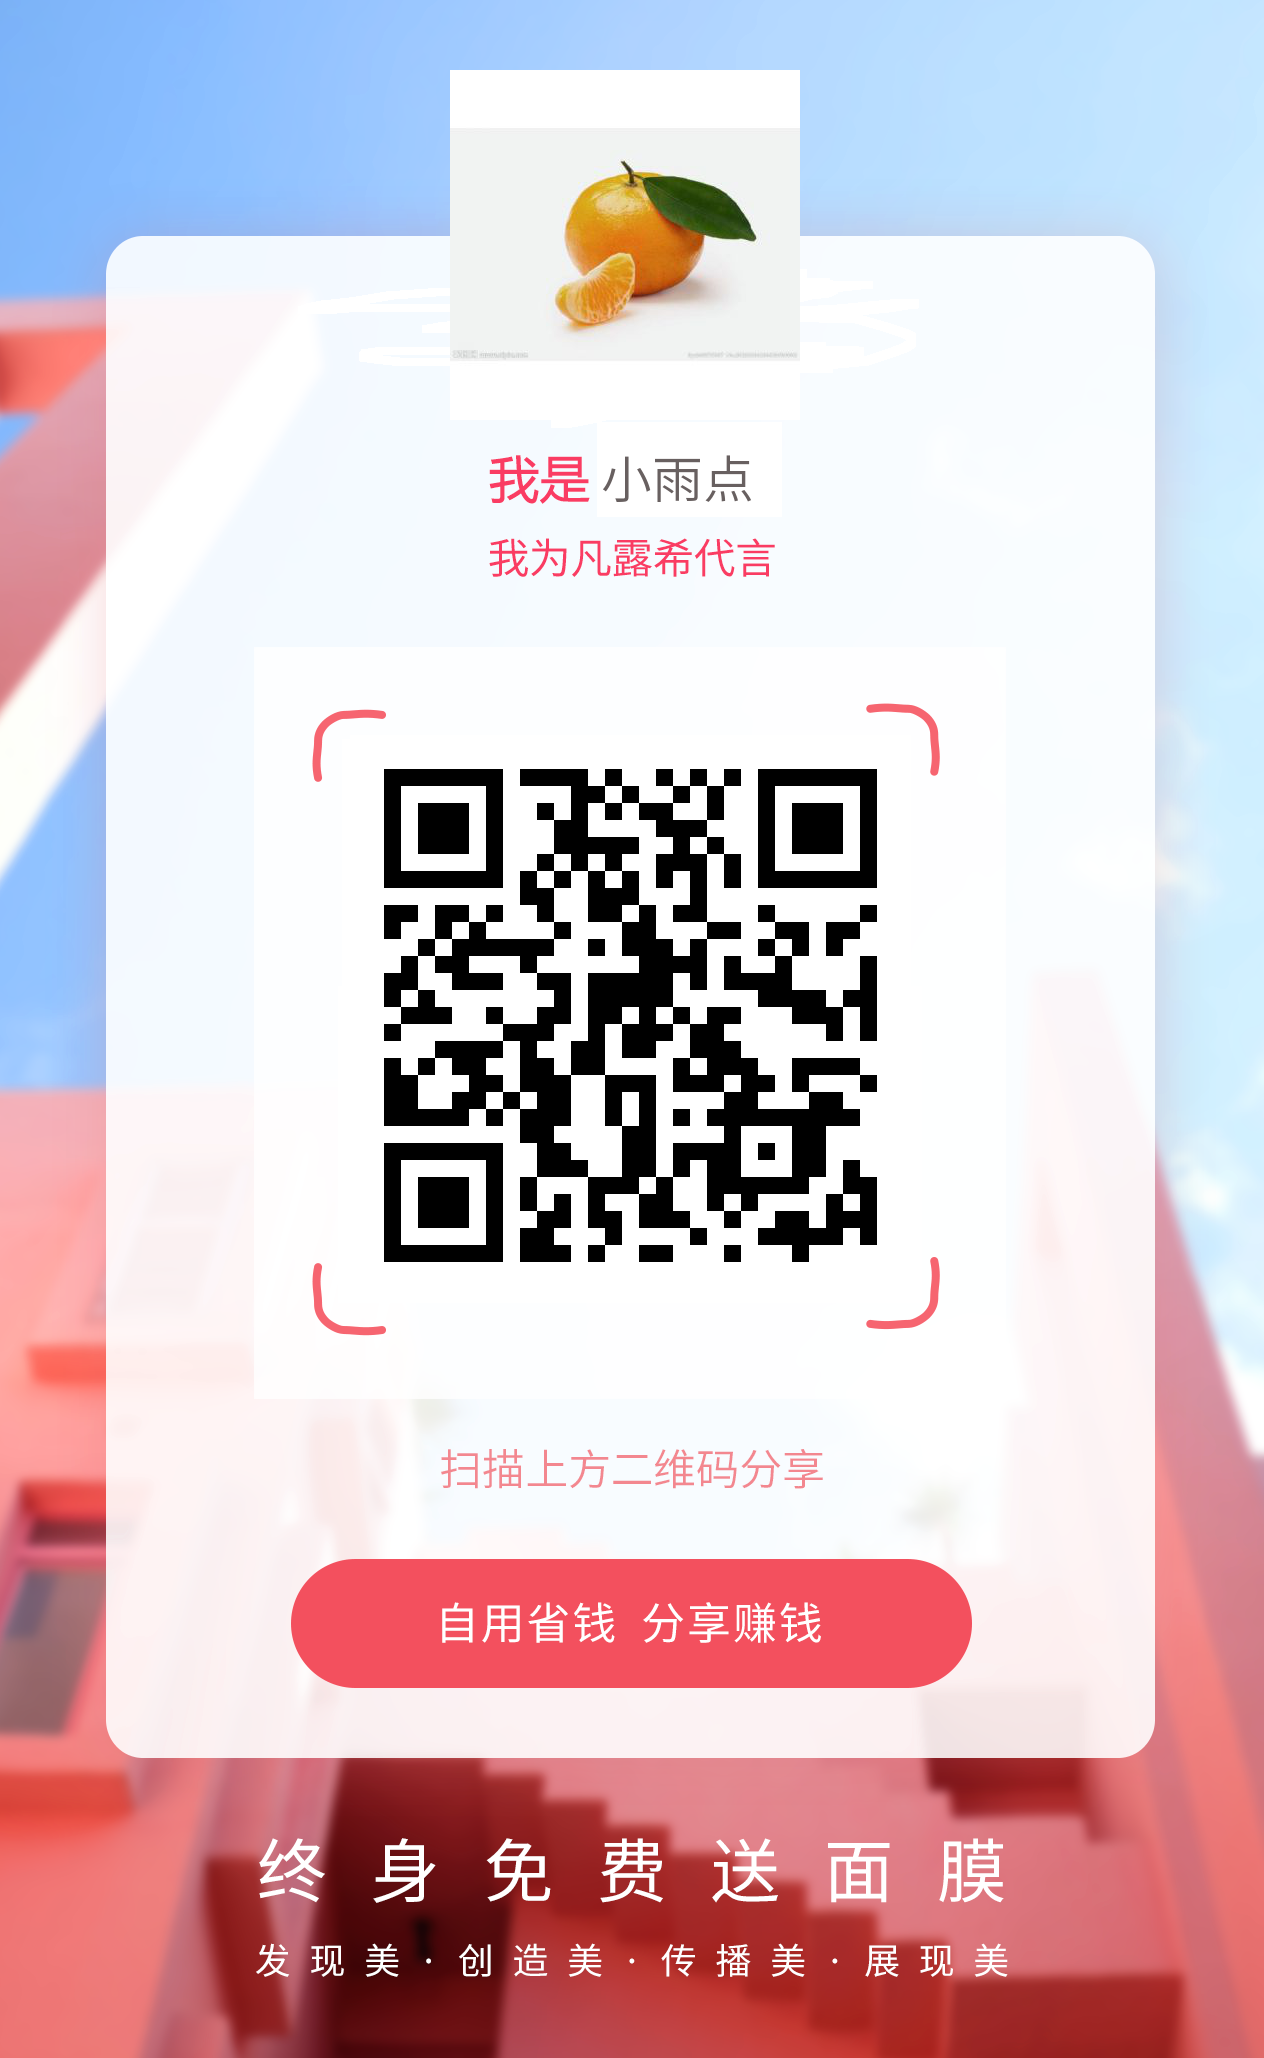 我是 小雨点
我为凡露希代言
扫描上方二维码分享
自用省钱 分享赚钱
终身免费送面膜
发现美·创造美·传播美·展现美